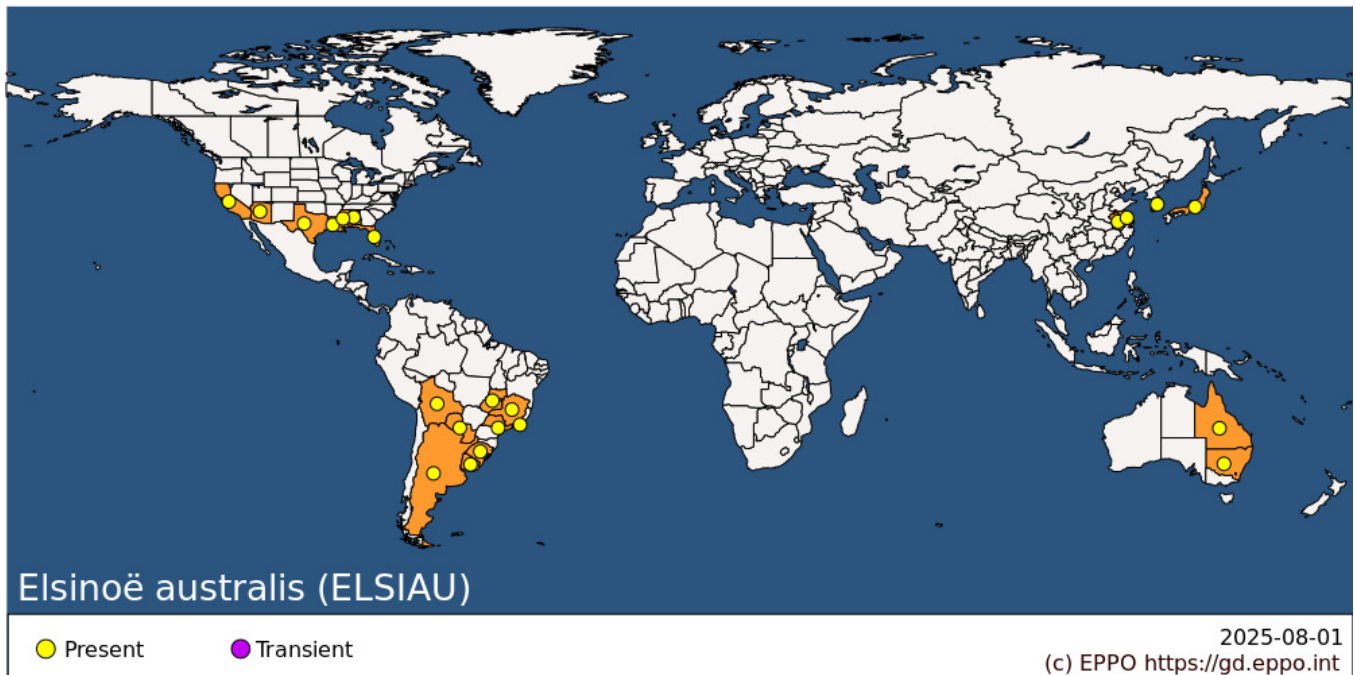 Elsinoë australis (ELSIAU)
Present
Transient
2025-08-01
(c) EPPO https://gd.eppo.int